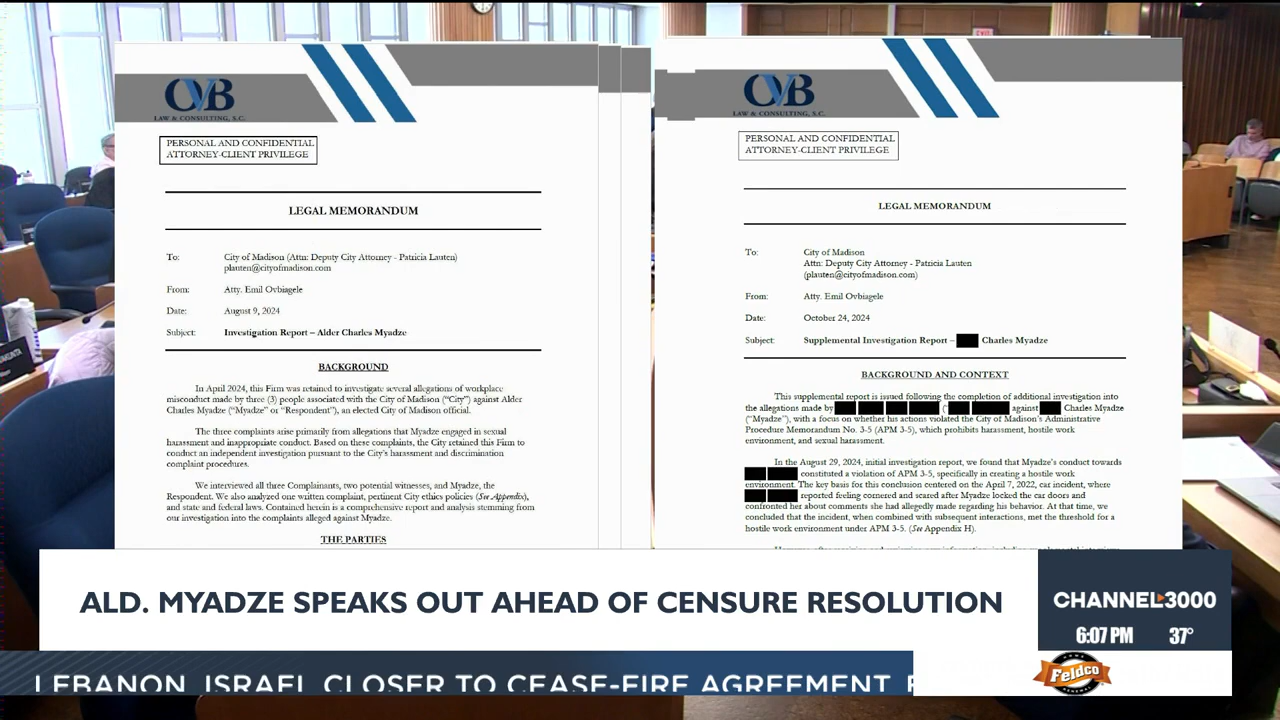 OVB
LAW & CONSULTING, S.C.
PERSONAL AND CONFIDENTIAL
ATTORNEY-CLIENT PRIVILEGE
LEGAL MEMORANDUM
To: City of Madison (Attn: Deputy City Attorney - Patricia Lauten)
plauten@cityofmadison.com
From: Atty. Emil Ovbiagele
Date: August 9, 2024
Subject: Investigation Report – Alder Charles Myadze
BACKGROUND
In April 2024, this Firm was retained to investigate several allegations of workplace
misconduct made by three (3) people associated with the City of Madison (“City”) against Alder
Charles Myadze (“Myadze” or “Respondent”), an elected City of Madison official.
The three complaints arise primarily from allegations that Myadze engaged in sexual
harassment and inappropriate conduct. Based on these complaints, the City retained this Firm to
conduct an independent investigation pursuant to the City’s harassment and discrimination
complaint procedures.
We interviewed all three Complainants, two potential witnesses, and Myadze, the
Respondent. We also analyzed one written complaint, pertinent City ethics policies (See Appendix),
and state and federal laws. Contained herein is a comprehensive report and analysis stemming from
our investigation into the complaints alleged against Myadze.
THE PARTIES
OVB
LAW & CONSULTING, S.C.
PERSONAL AND CONFIDENTIAL
ATTORNEY-CLIENT PRIVILEGE
LEGAL MEMORANDUM
To: City of Madison
Attn: Deputy City Attorney - Patricia Lauten
(plauten@cityofmadison.com)
From: Atty. Emil Ovbiagele
Date: October 24, 2024
Subject: Supplemental Investigation Report – Charles Myadze
BACKGROUND AND CONTEXT
This supplemental report is issued following the completion of additional investigation into
the allegations made by (“ against Charles Myadze
(“Myadze”), with a focus on whether his actions violated the City of Madison’s Administrative
Procedure Memorandum No. 3-5 (APM 3-5), which prohibits harassment, hostile work
environment, and sexual harassment.
In the August 29, 2024, initial investigation report, we found that Myadze’s conduct towards
constituted a violation of APM 3-5, specifically in creating a hostile work
environment. The key basis for this conclusion centered on the April 7, 2022, car incident, where
reported feeling cornered and scared after Myadze locked the car doors and
confronted her about comments she had allegedly made regarding his behavior. At that time, we
concluded that the incident, when combined with subsequent interactions, met the threshold for a
hostile work environment under APM 3-5. (See Appendix H).
EXIT
ALD. MYADZE SPEAKS OUT AHEAD OF CENSURE RESOLUTION
CHANNEL3000
6:07 PM 37°
LEBANON, ISRAEL CLOSER TO CEASE-FIRE AGREEMENT
Feldco